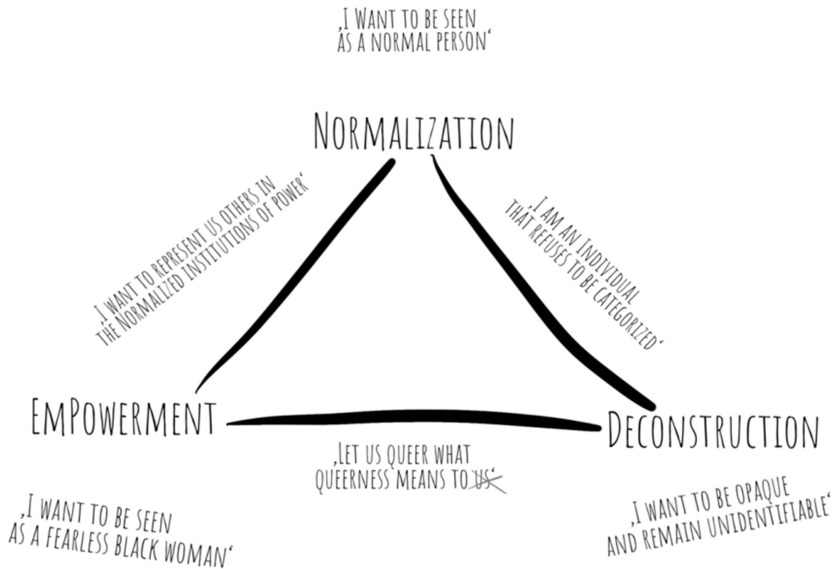 ‚I Want to be seen
as a normal person‘
Normalization
‚I want to represent us others in
the Normalized institutions of power‘
‚I am an Individual
that refuses to be categorized‘
EmPowerment
Deconstruction
‚Let us queer what
queerness means to us‘
‚I want to be seen
as a fearless black woman‘
‚I want to be opaque
and remain unidentifiable‘